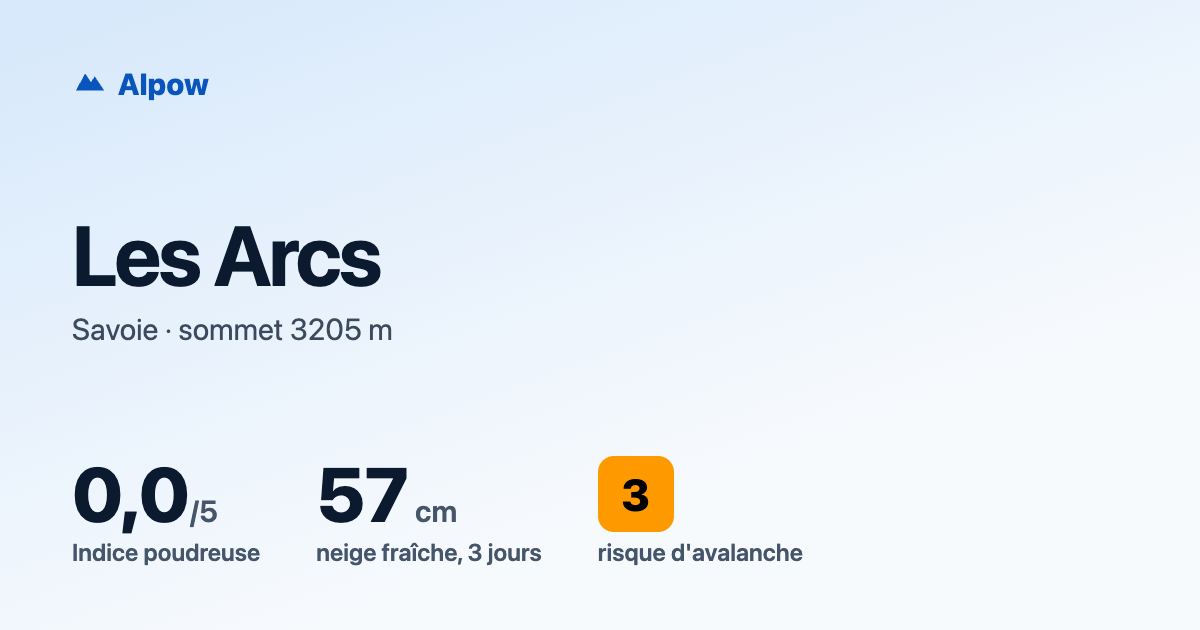 Alpow
Les Arcs
Savoie · sommet 3205 m
0,0/5
Indice poudreuse
57 cm
neige fraîche, 3 jours
3
risque d'avalanche